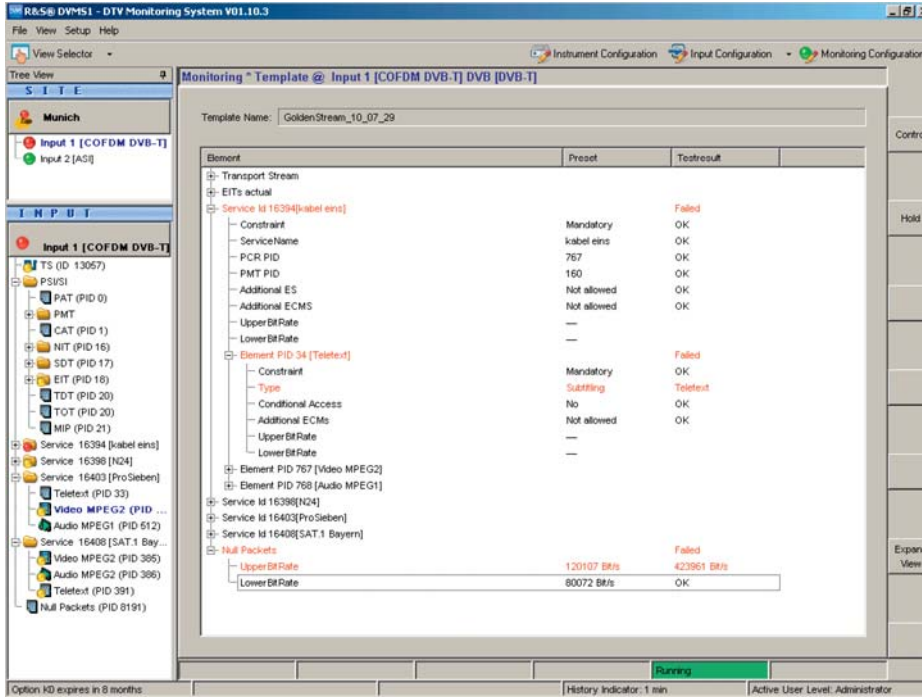 R&S® DVMS1 - DTV Monitoring System V01.10.3
File View Setup Help
View Selector
Instrument Configuration
Input Configuration
Monitoring Configuration
Tree View
SITE
Munich
Input 1 [COFDM DVB-T]
Input 2 [ASI]
INPUT
Input 1 [COFDM DVB-T]
TS (ID 13057)
PSI/SI
PAT (PID 0)
PMT
CAT (PID 1)
NIT (PID 16)
SDT (PID 17)
EIT (PID 18)
TDT (PID 20)
TOT (PID 20)
MIP (PID 21)
Service 16394 [kabel eins]
Service 16398 [N24]
Service 16403 [ProSieben]
Teletext (PID 33)
Video MPEG2 (PID ...
Audio MPEG1 (PID 512)
Service 16408 [SAT.1 Bay...
Video MPEG2 (PID 385)
Audio MPEG2 (PID 386)
Teletext (PID 391)
Null Packets (PID 8191)
Monitoring * Template @ Input 1 [COFDM DVB-T] DVB [DVB-T]
Template Name: GoldenStream_10_07_29
Element Preset Testresult
Transport Stream
EITs actual
Service Id 16394[kabel eins] Failed
Constraint Mandatory OK
ServiceName kabel eins OK
PCR PID 767 OK
PMT PID 160 OK
Additional ES Not allowed OK
Additional ECMS Not allowed OK
UpperBitRate —
LowerBitRate —
Element PID 34 [Teletext] Failed
Constraint Mandatory OK
Type Subtitling Teletext
Conditional Access No OK
Additional ECMs Not allowed OK
UpperBitRate —
LowerBitRate —
Element PID 767 [Video MPEG2]
Element PID 768 [Audio MPEG1]
Service Id 16398[N24]
Service Id 16403[ProSieben]
Service Id 16408[SAT.1 Bayern]
Null Packets Failed
UpperBitRate 120107 Bit/s 423961 Bit/s
LowerBitRate 80072 Bit/s OK
Contro
Hold
Expan
View
Running
Option K0 expires in 8 months
History Indicator: 1 min
Active User Level: Administrator